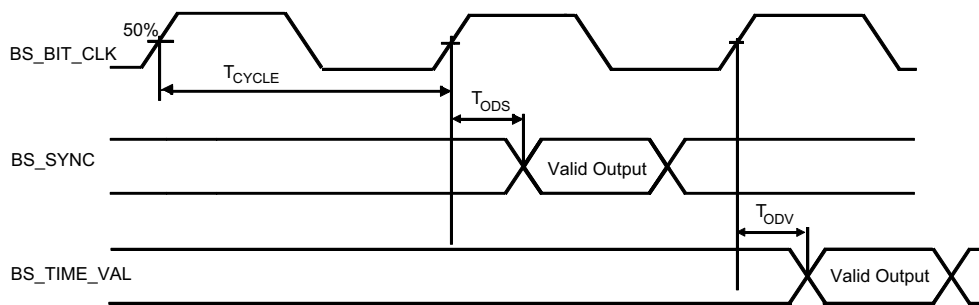 50%
BS_BIT_CLK
TCYCLE
TODS
BS_SYNC
Valid Output
TODV
BS_TIME_VAL
Valid Output